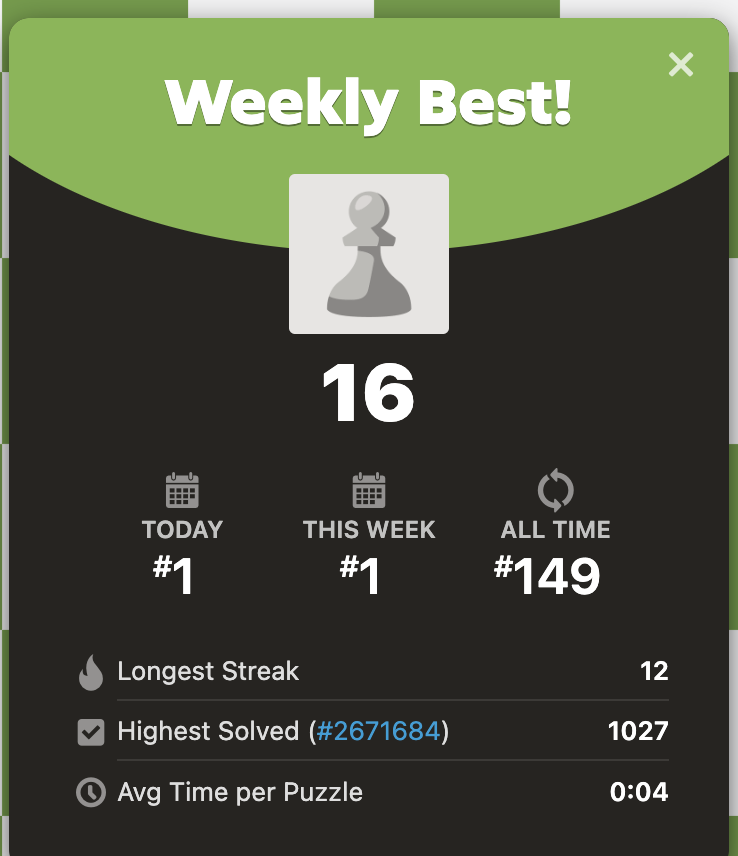 Weekly Best!
16
TODAY THIS WEEK ALL TIME
#1 #1 #149
Longest Streak 12
Highest Solved (#2671684) 1027
Avg Time per Puzzle 0:04